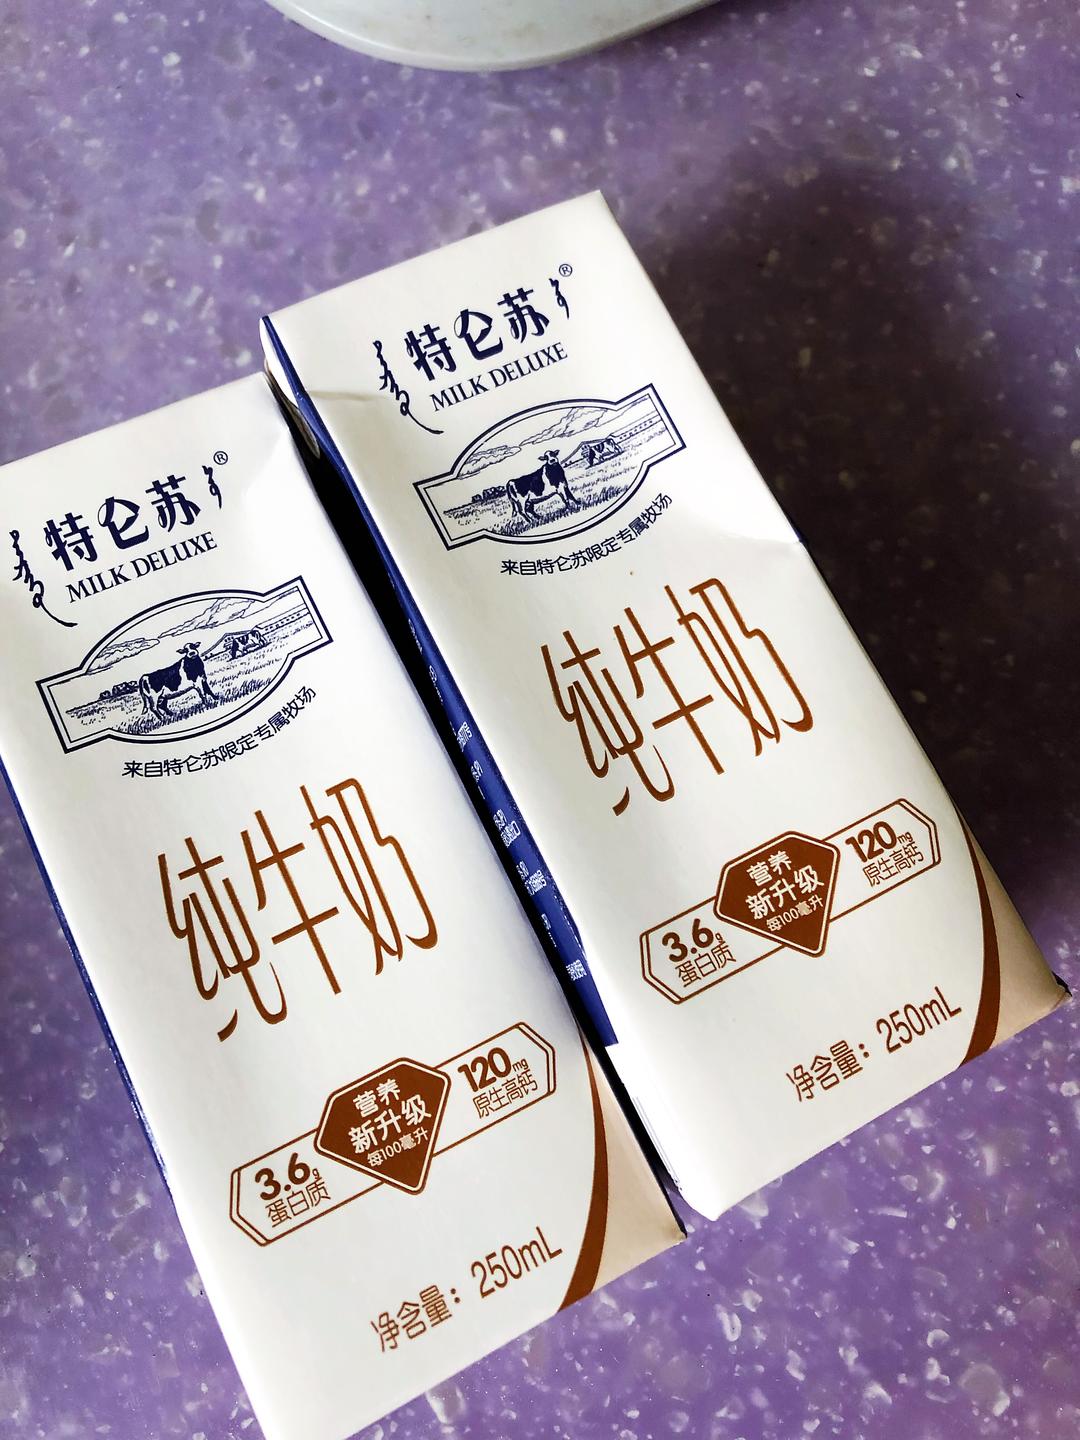 特仑苏®
MILK DELUXE
来自特仑苏限定专属牧场
纯牛奶
营养
新升级
每100毫升
3.6g
蛋白质
120mg
原生高钙
净含量：250mL
特仑苏®
MILK DELUXE
来自特仑苏限定专属牧场
纯牛奶
营养
新升级
每100毫升
3.6g
蛋白质
120mg
原生高钙
净含量：250mL